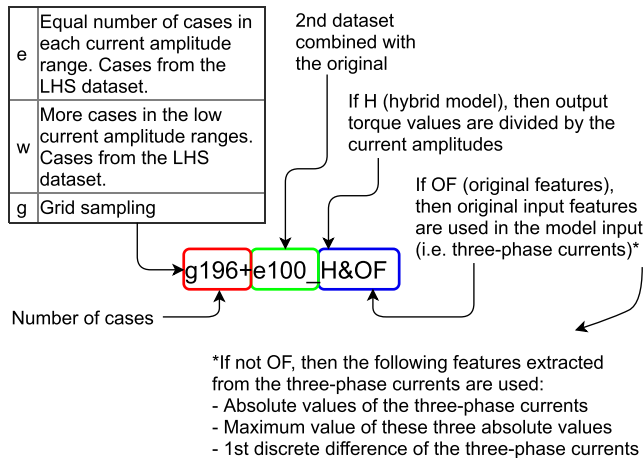 e
Equal number of cases in
each current amplitude
range. Cases from the
LHS dataset.
w
More cases in the low
current amplitude ranges.
Cases from the LHS
dataset.
g
Grid sampling
2nd dataset
combined with
the original
If H (hybrid model), then output
torque values are divided by the
current amplitudes
If OF (original features),
then original input features
are used in the model input
(i.e. three-phase currents)*
g196+e100_H&OF
Number of cases
*If not OF, then the following features extracted
from the three-phase currents are used:
- Absolute values of the three-phase currents
- Maximum value of these three absolute values
- 1st discrete difference of the three-phase currents